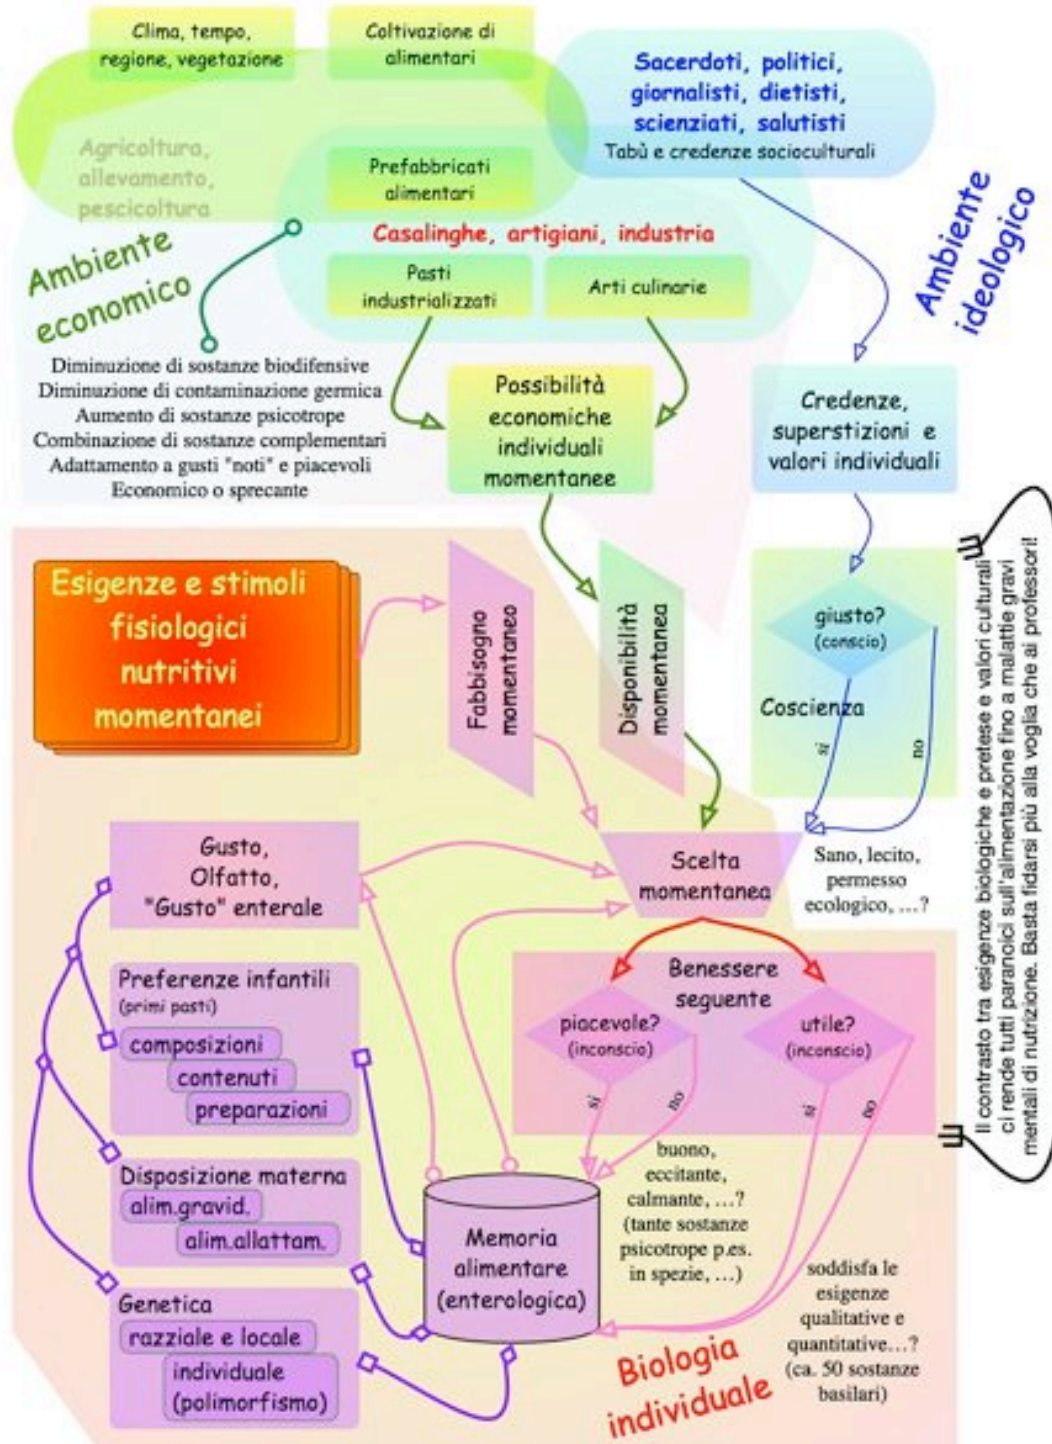 Clima, tempo,
regione, vegetazione
Coltivazione di
alimentari
Sacerdoti, politici,
giornalisti, dietisti,
scienziati, salutisti
Tabù e credenze socioculturali
Agricoltura,
allevamento,
pescicoltura
Prefabbricati
alimentari
Casalinghe, artigiani, industria
Pasti
industrializzati
Arti culinarie
Ambiente
economico
Ambiente
ideologico
Diminuzione di sostanze biodifensive
Diminuzione di contaminazione germica
Aumento di sostanze psicotrope
Combinazione di sostanze complementari
Adattamento a gusti "noti" e piacevoli
Economico o sprecante
Possibilità
economiche
individuali
momentanee
Credenze,
superstizioni e
valori individuali
Esigenze e stimoli
fisiologici
nutritivi
momentanei
Fabbisogno
momentaneo
Disponibilità
momentanea
giusto?
(conscio)
Coscienza
si
no
Il contrasto tra esigenze biologiche e pretese e valori culturali
ci rende tutti paranoici sull'alimentazione fino a malattie gravi
mentali di nutrizione. Basta fidarsi più alla voglia che ai professori!
Gusto,
Olfatto,
"Gusto" enterale
Scelta
momentanea
Sano, lecito,
permesso
ecologico, ...?
Benessere
seguente
piacevole?
(inconscio)
utile?
(inconscio)
si
no
si
no
Preferenze infantili
(primi pasti)
composizioni
contenuti
preparazioni
Disposizione materna
alim.gravid.
alim.allattam.
Genetica
razziale e locale
individuale
(polimorfismo)
Memoria
alimentare
(enterologica)
buono,
eccitante,
calmante, ...?
(tante sostanze
psicotrope p.es.
in spezie, ...)
soddisfa le
esigenze
qualitative e
quantitative...?
(ca. 50 sostanze
basilari)
Biologia
individuale